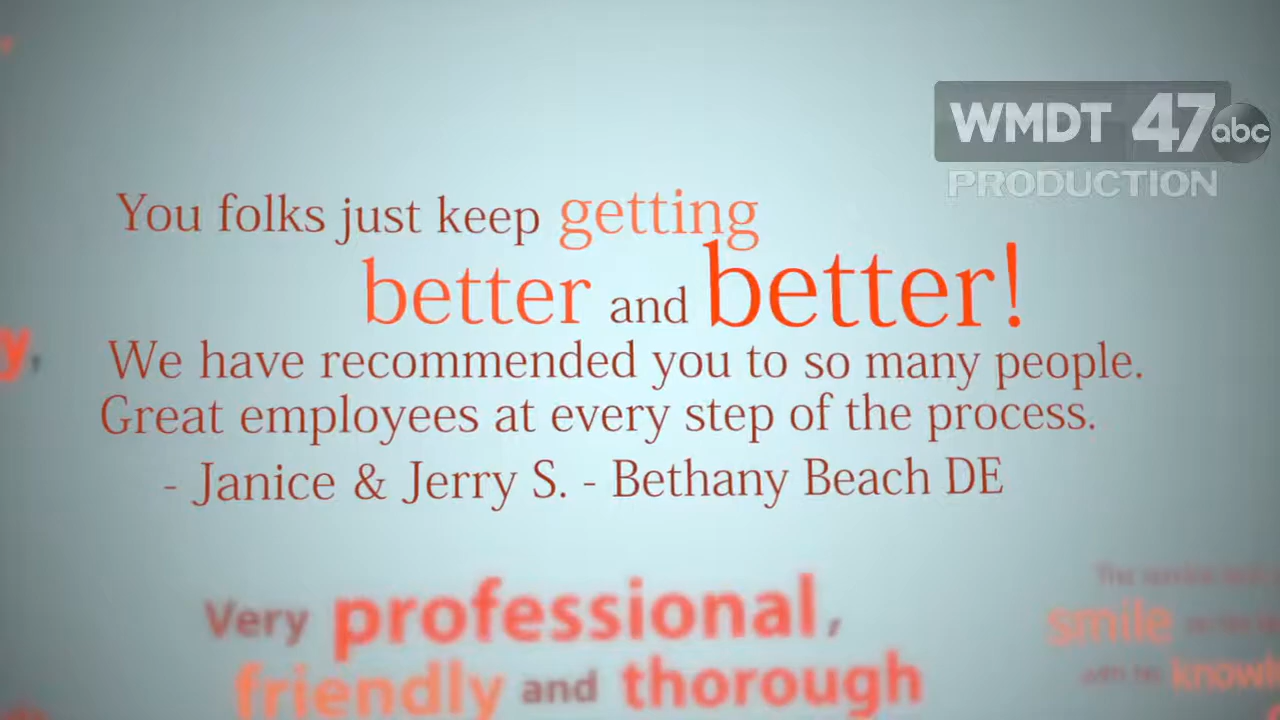 WMDT 47 abc
PRODUCTION
You folks just keep getting
better and better!
We have recommended you to so many people.
Great employees at every step of the process.
- Janice & Jerry S. - Bethany Beach DE
Very professional,
friendly and thorough
smile